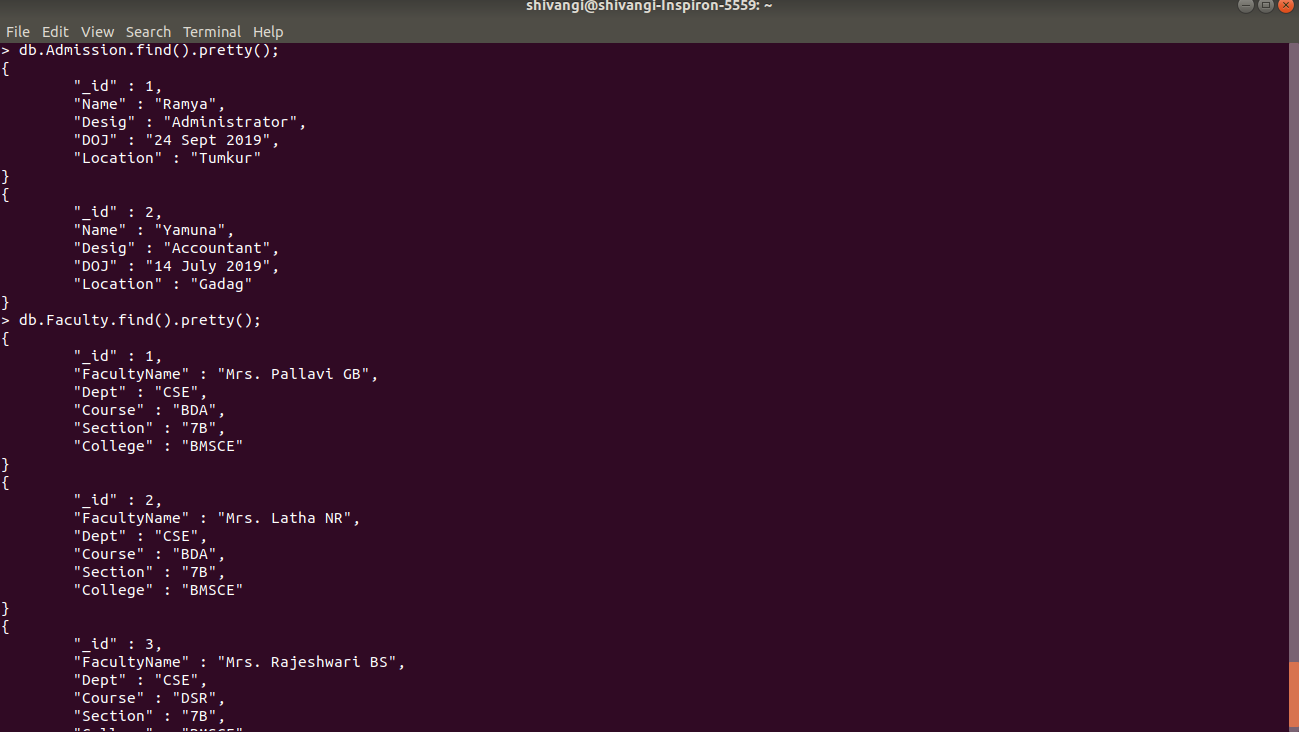 shivangi@shivangi-Inspiron-5559: ~
File Edit View Search Terminal Help
> db.Admission.find().pretty();
{
        "_id" : 1,
        "Name" : "Ramya",
        "Desig" : "Administrator",
        "DOJ" : "24 Sept 2019",
        "Location" : "Tumkur"
}
{
        "_id" : 2,
        "Name" : "Yamuna",
        "Desig" : "Accountant",
        "DOJ" : "14 July 2019",
        "Location" : "Gadag"
}
> db.Faculty.find().pretty();
{
        "_id" : 1,
        "FacultyName" : "Mrs. Pallavi GB",
        "Dept" : "CSE",
        "Course" : "BDA",
        "Section" : "7B",
        "College" : "BMSCE"
}
{
        "_id" : 2,
        "FacultyName" : "Mrs. Latha NR",
        "Dept" : "CSE",
        "Course" : "BDA",
        "Section" : "7B",
        "College" : "BMSCE"
}
{
        "_id" : 3,
        "FacultyName" : "Mrs. Rajeshwari BS",
        "Dept" : "CSE",
        "Course" : "DSR",
        "Section" : "7B",